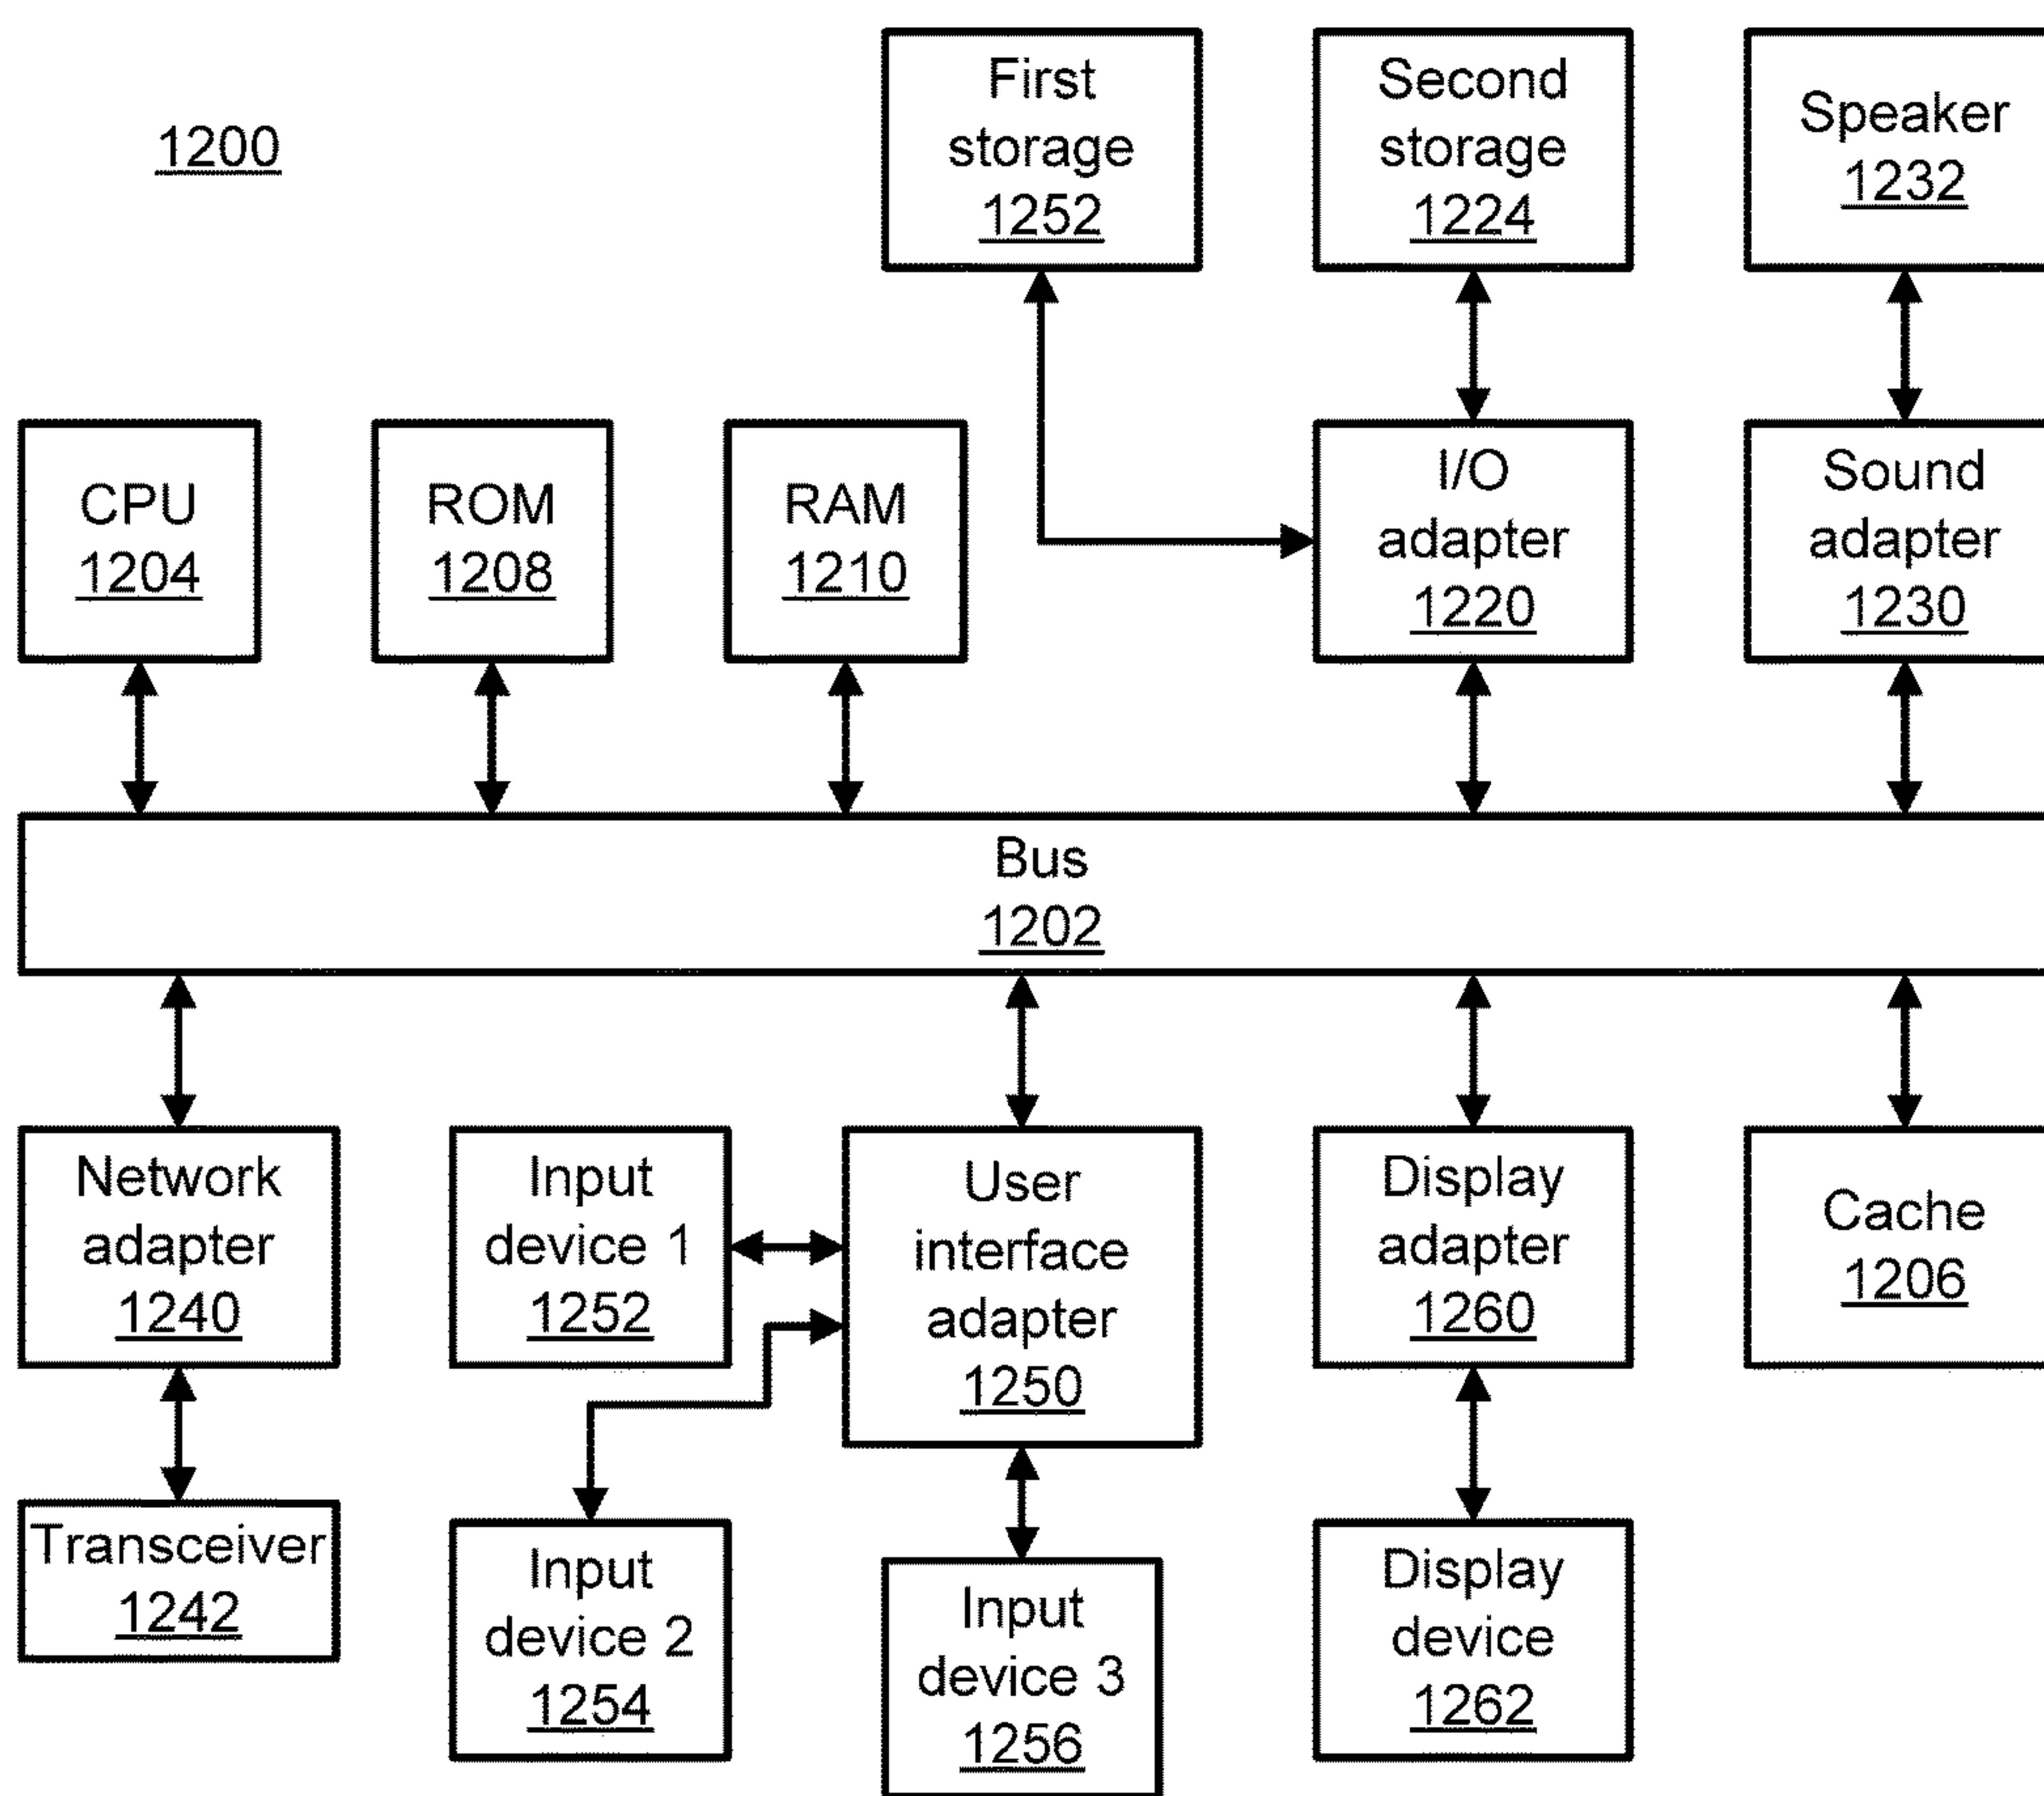 1200
First
storage
1252
Second
storage
1224
Speaker
1232
CPU
1204
ROM
1208
RAM
1210
I/O
adapter
1220
Sound
adapter
1230
Bus
1202
Network
adapter
1240
Input
device 1
1252
User
interface
adapter
1250
Display
adapter
1260
Cache
1206
Transceiver
1242
Input
device 2
1254
Input
device 3
1256
Display
device
1262